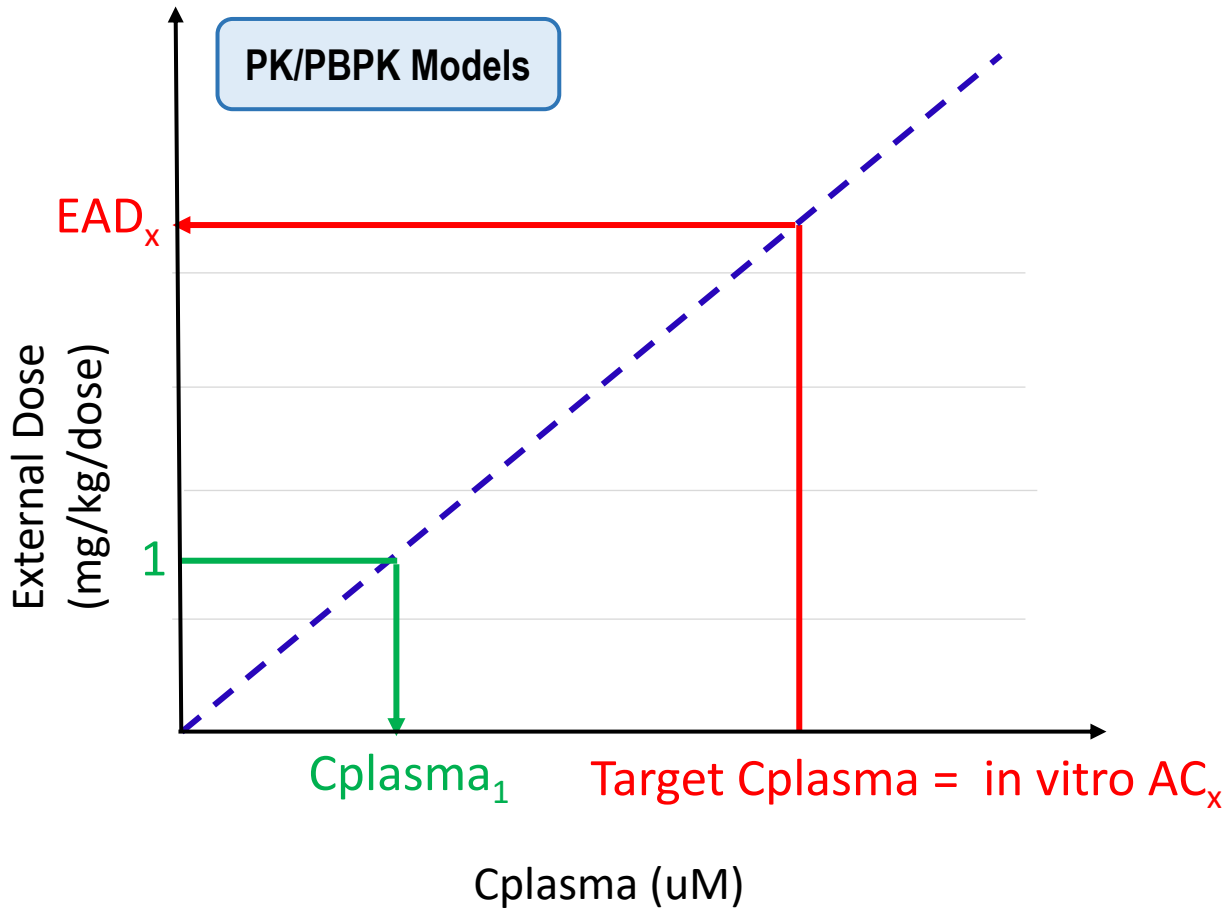 PK/PBPK Models
EADₓ
External Dose
(mg/kg/dose)
1
Cplasma₁
Target Cplasma = in vitro ACₓ
Cplasma (uM)